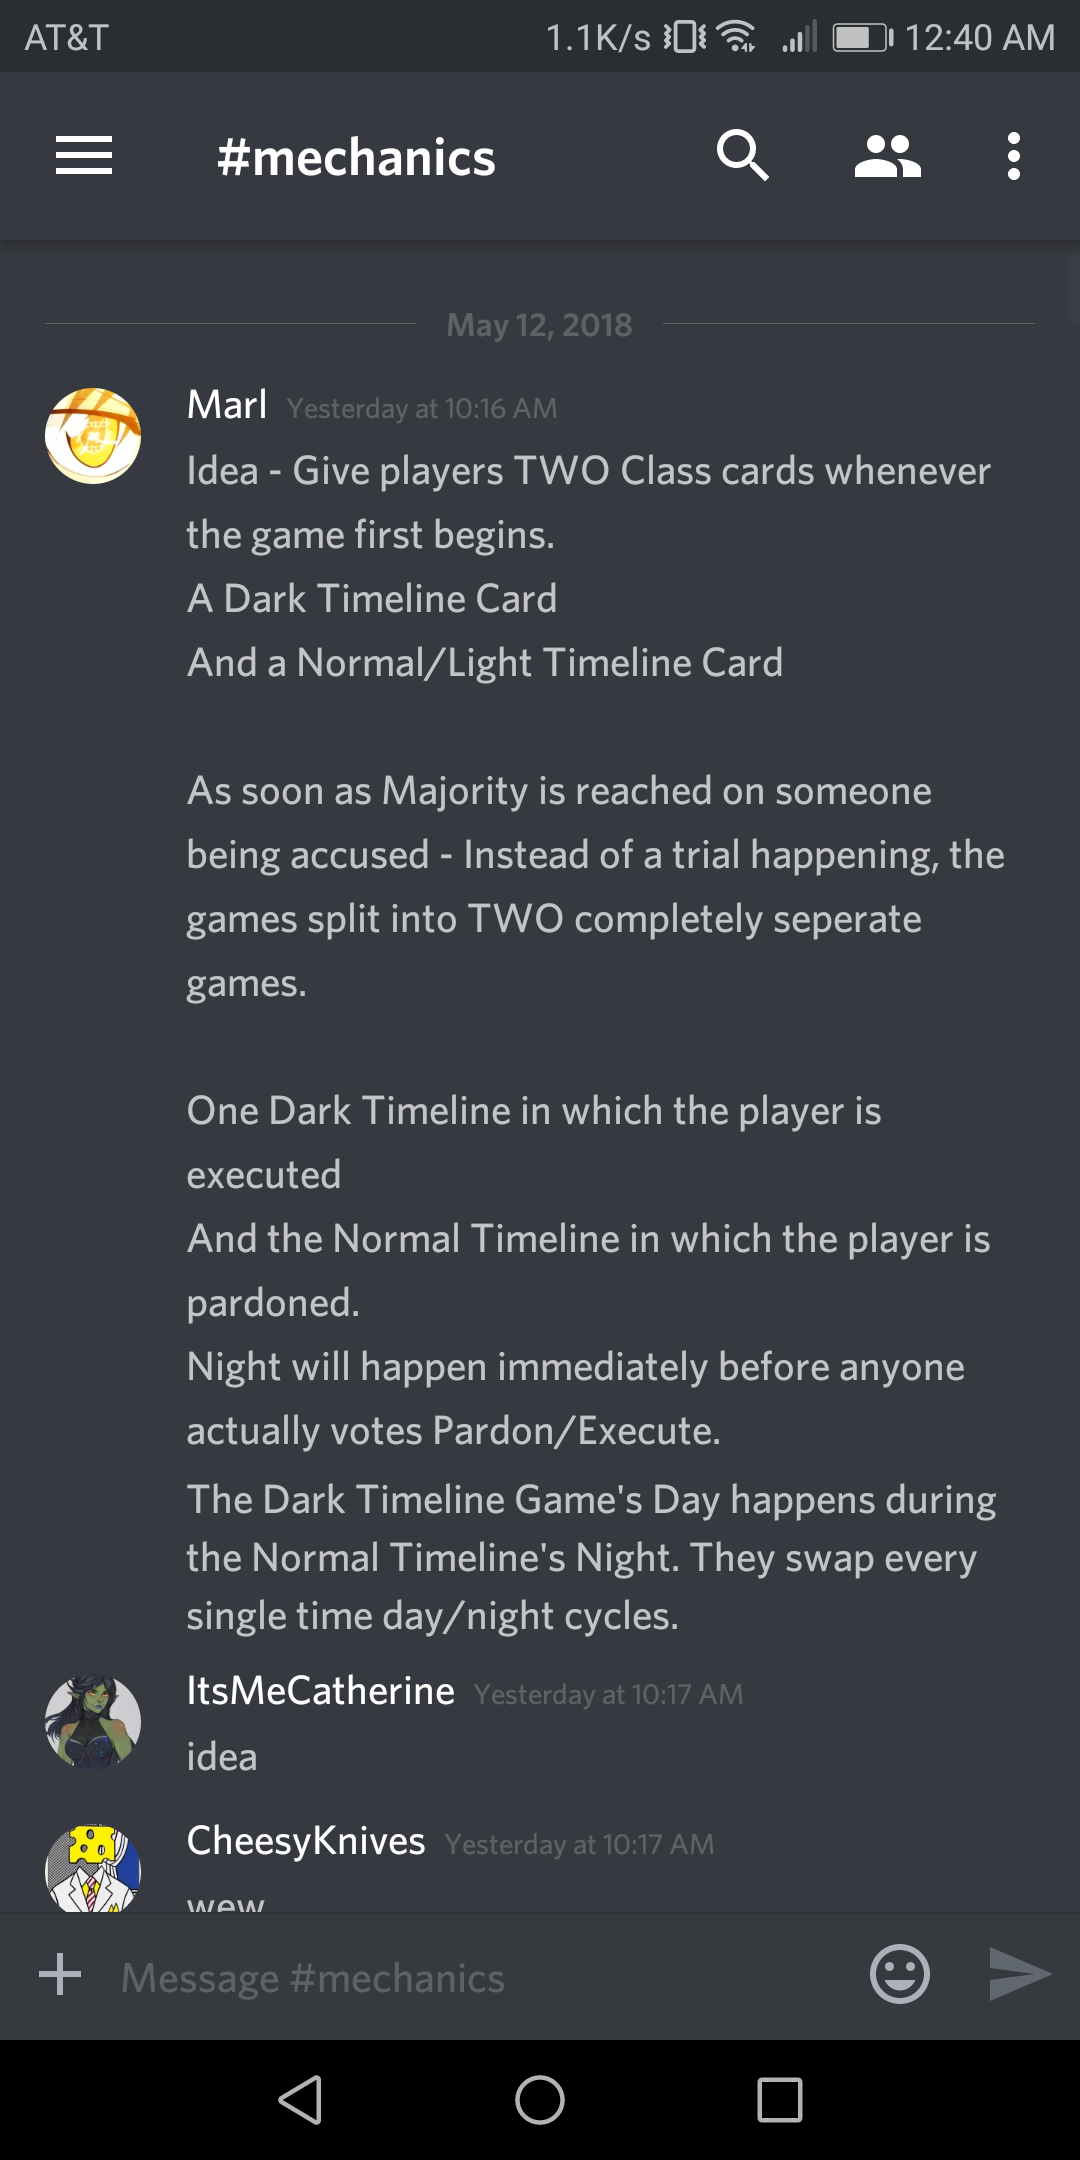 AT&T 1.1K/s 12:40 AM
#mechanics
May 12, 2018
Marl Yesterday at 10:16 AM
Idea - Give players TWO Class cards whenever
the game first begins.
A Dark Timeline Card
And a Normal/Light Timeline Card
As soon as Majority is reached on someone
being accused - Instead of a trial happening, the
games split into TWO completely seperate
games.
One Dark Timeline in which the player is
executed
And the Normal Timeline in which the player is
pardoned.
Night will happen immediately before anyone
actually votes Pardon/Execute.
The Dark Timeline Game's Day happens during
the Normal Timeline's Night. They swap every
single time day/night cycles.
ItsMeCatherine Yesterday at 10:17 AM
idea
CheesyKnives Yesterday at 10:17 AM
wew
Message #mechanics